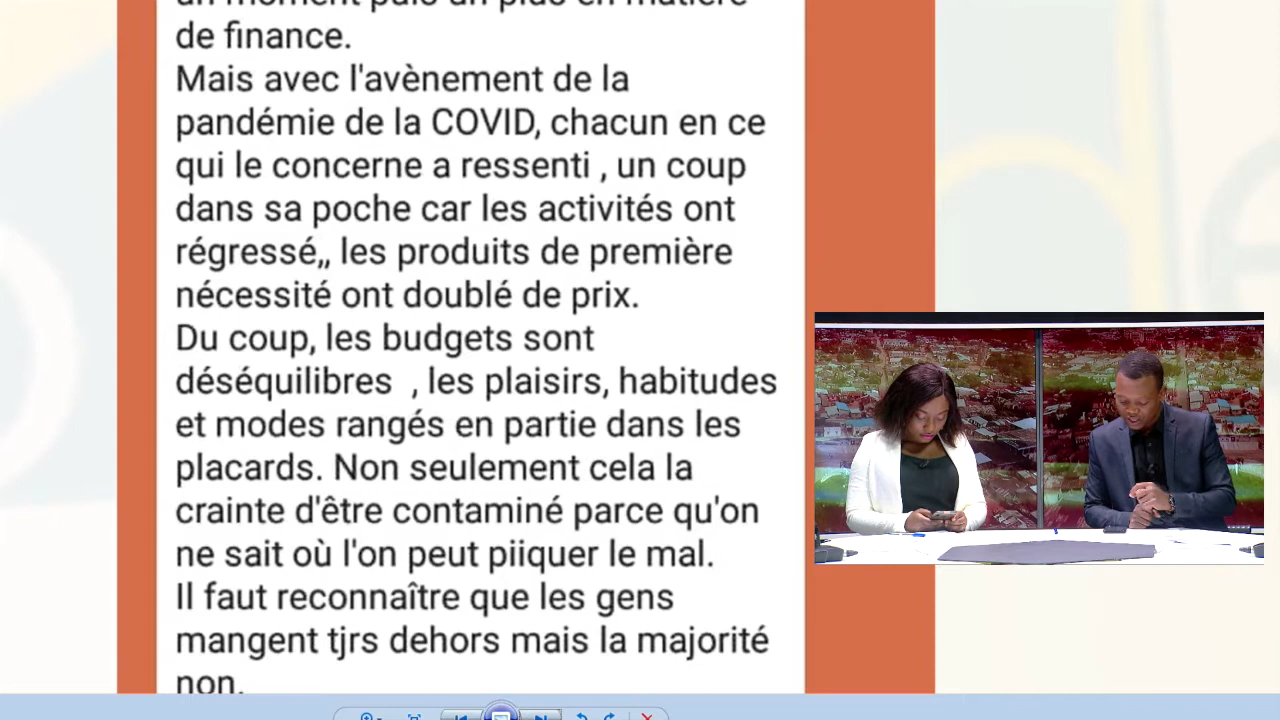 de finance.
Mais avec l'avènement de la
pandémie de la COVID, chacun en ce
qui le concerne a ressenti , un coup
dans sa poche car les activités ont
régressé,, les produits de première
nécessité ont doublé de prix.
Du coup, les budgets sont
déséquilibres , les plaisirs, habitudes
et modes rangés en partie dans les
placards. Non seulement cela la
crainte d'être contaminé parce qu'on
ne sait où l'on peut piiquer le mal.
Il faut reconnaître que les gens
mangent tjrs dehors mais la majorité
non.